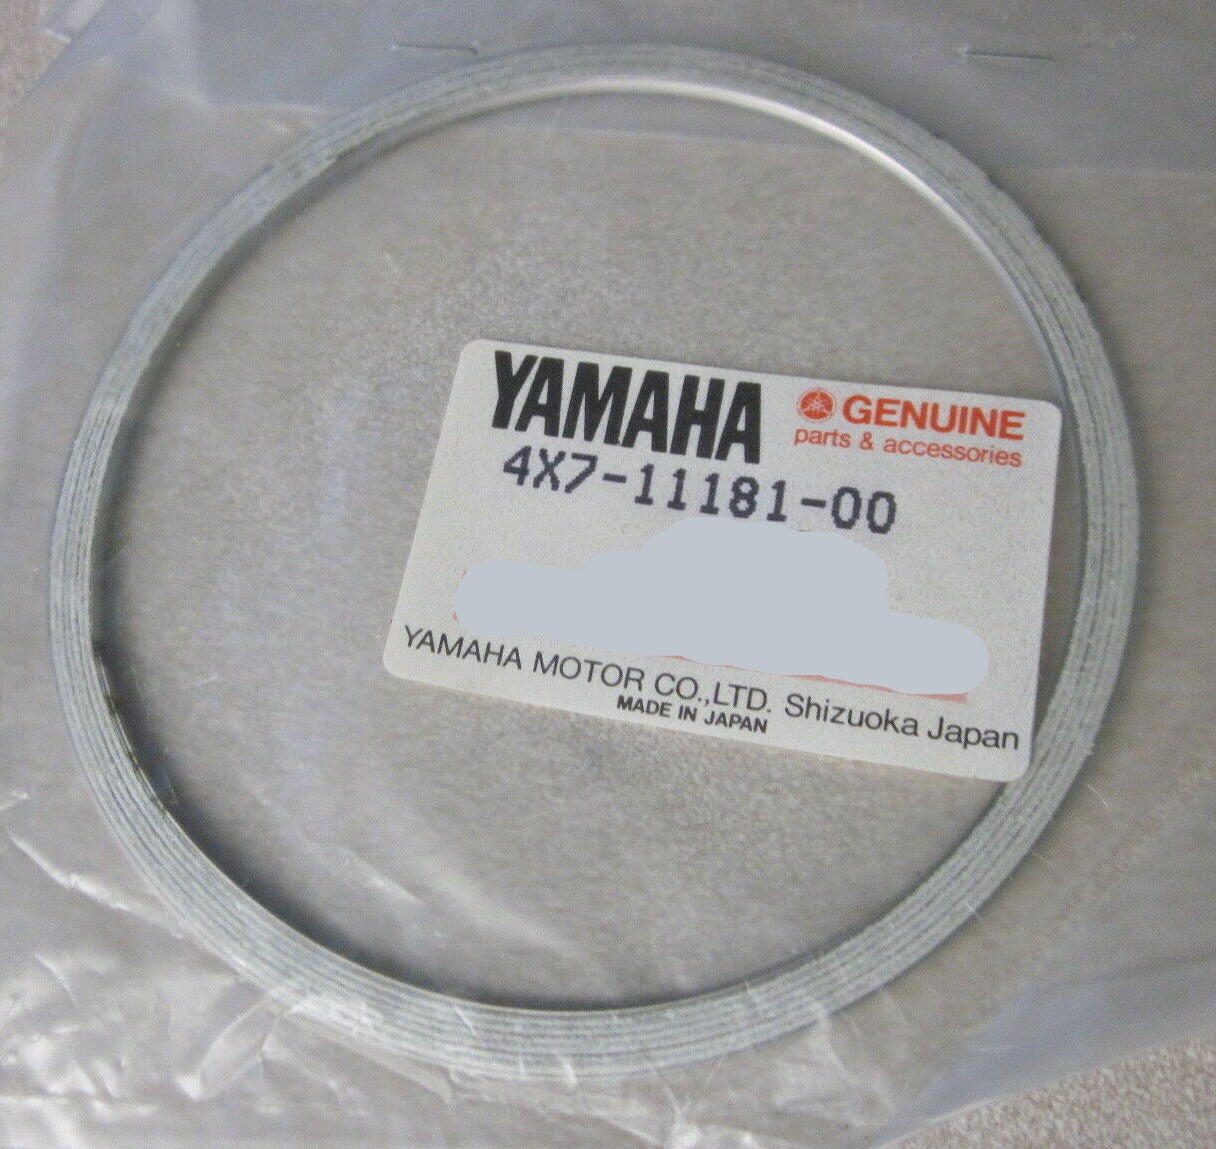 YAMAHA
GENUINE
parts & accessories
4X7-11181-00
YAMAHA MOTOR CO.,LTD. Shizuoka Japan
MADE IN JAPAN